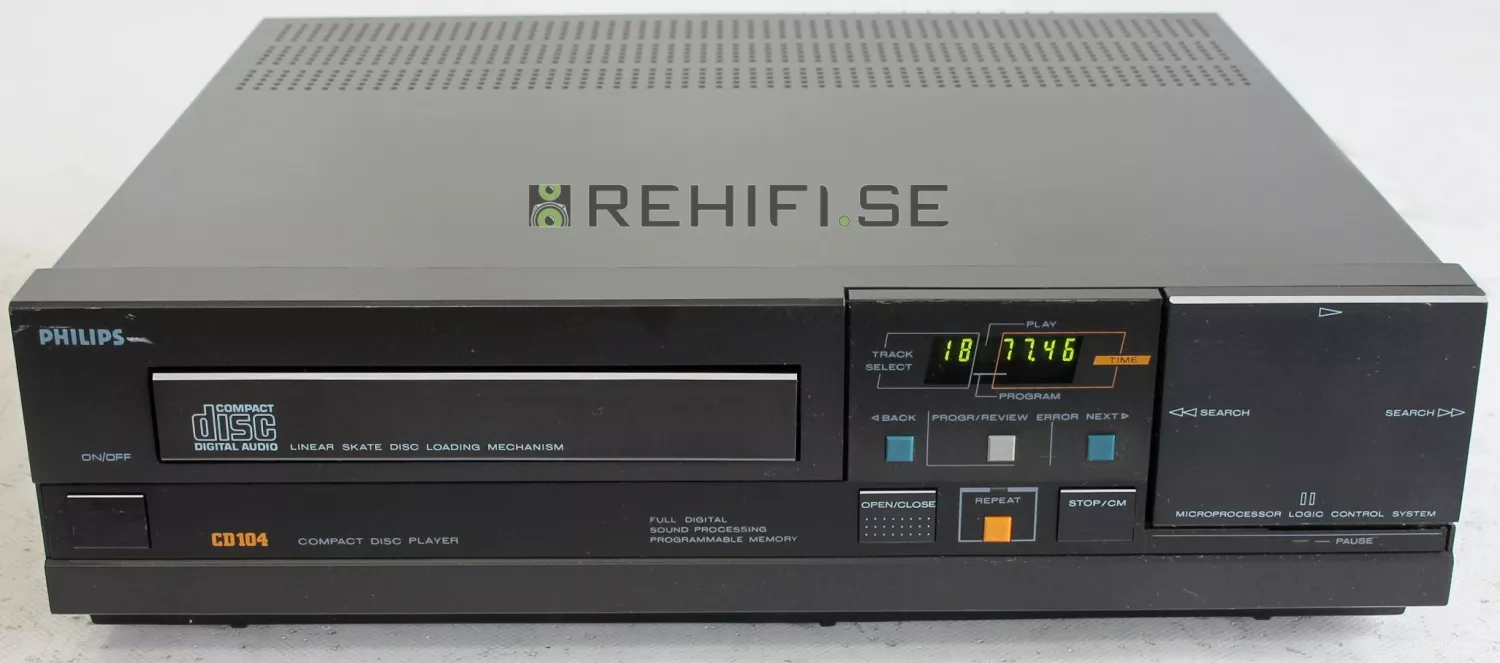 REHIFI.SE
PHILIPS
COMPACT
disc
DIGITAL AUDIO
LINEAR SKATE DISC LOADING MECHANISM
ON/OFF
CD104
COMPACT DISC PLAYER
FULL DIGITAL
SOUND PROCESSING
PROGRAMMABLE MEMORY
PLAY
TRACK
SELECT
18
77.46
TIME
PROGRAM
BACK
PROGR/REVIEW
ERROR
NEXT
OPEN/CLOSE
REPEAT
STOP/CM
SEARCH
SEARCH
MICROPROCESSOR LOGIC CONTROL SYSTEM
PAUSE